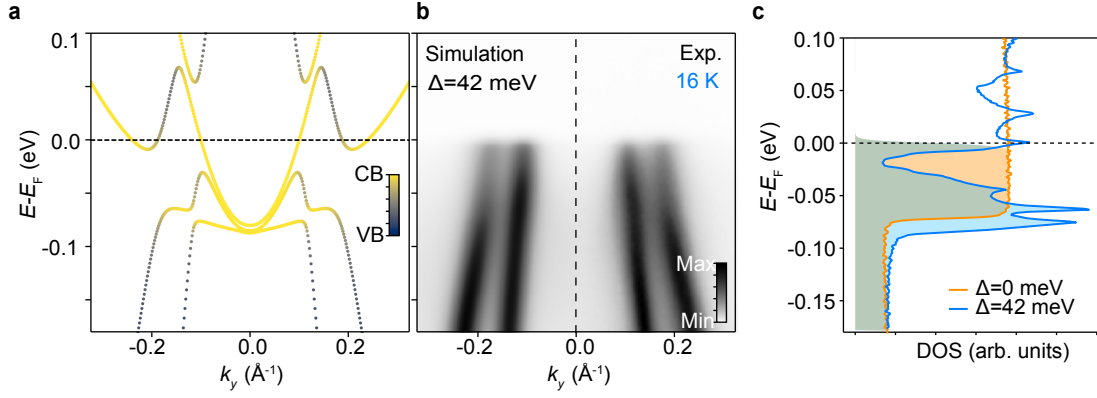 a
b
c
0.1
0.0
-0.1
E-E_F (eV)
-0.2
0.0
0.2
k_y (Å⁻¹)
CB
VB
Simulation
Δ=42 meV
Exp.
16 K
Max
Min
-0.2
0.0
0.2
k_y (Å⁻¹)
0.10
0.05
0.00
-0.05
-0.10
-0.15
E-E_F (eV)
Δ=0 meV
Δ=42 meV
DOS (arb. units)